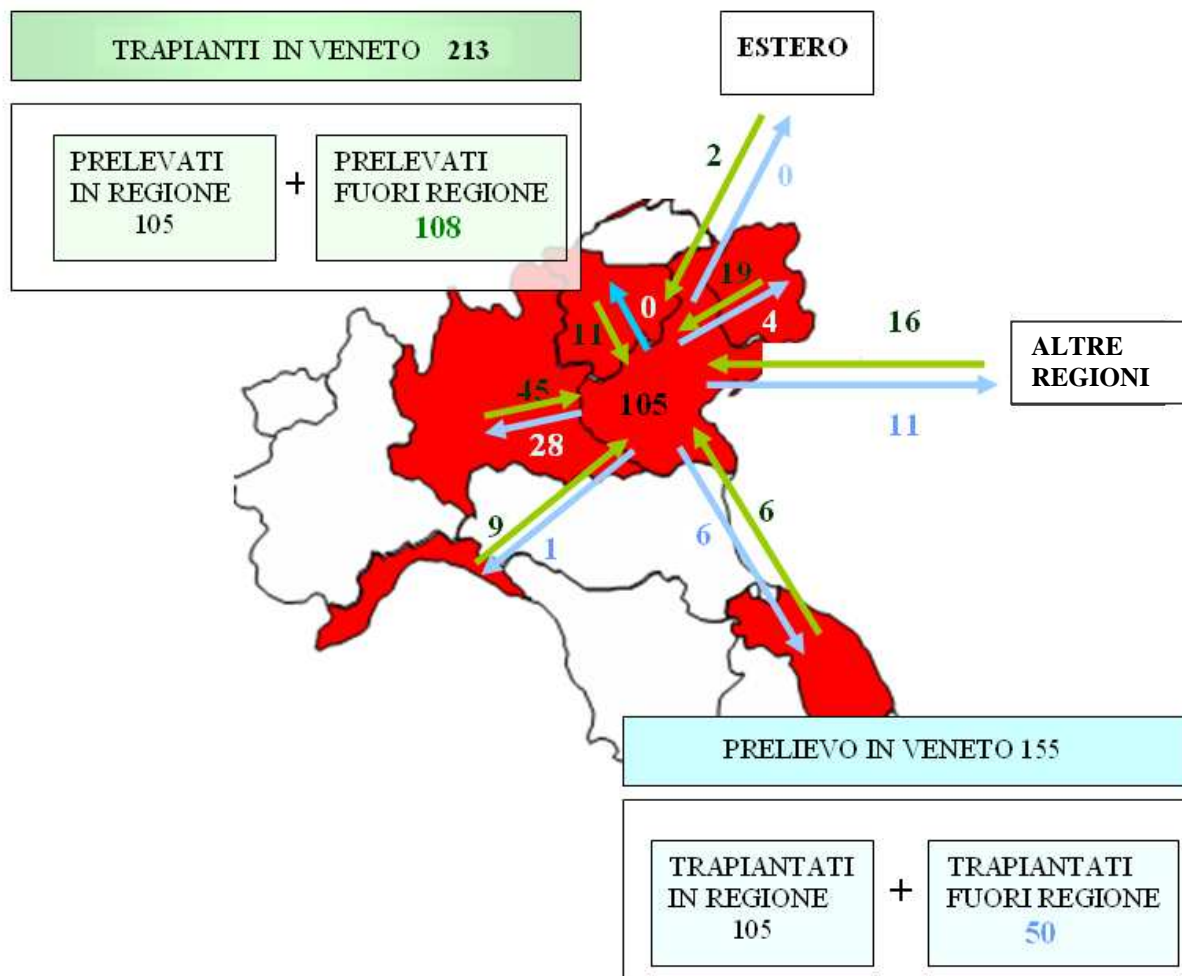 TRAPIANTI IN VENETO 213
ESTERO
PRELEVATI
IN REGIONE
105
+
PRELEVATI
FUORI REGIONE
108
2
0
19
0
4
11
16
ALTRE
REGIONI
11
45
105
28
9
1
6
6
PRELIEVO IN VENETO 155
TRAPIANTATI
IN REGIONE
105
+
TRAPIANTATI
FUORI REGIONE
50